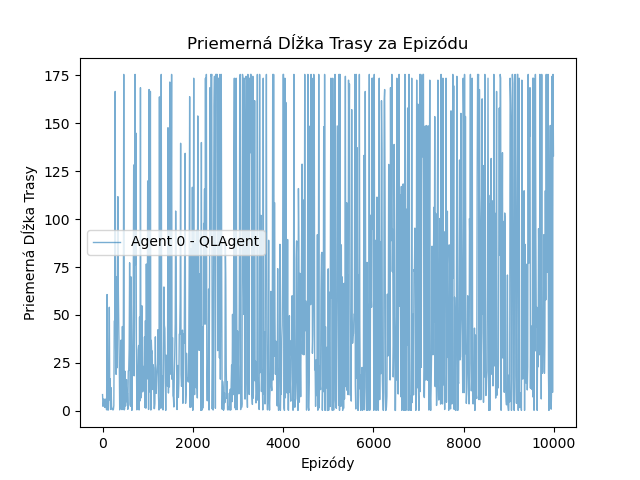 Priemerná Dĺžka Trasy za Epizódu
Priemerná Dĺžka Trasy
175
150
125
100
75
50
25
0
Agent 0 - QLAgent
0 2000 4000 6000 8000 10000
Epizódy